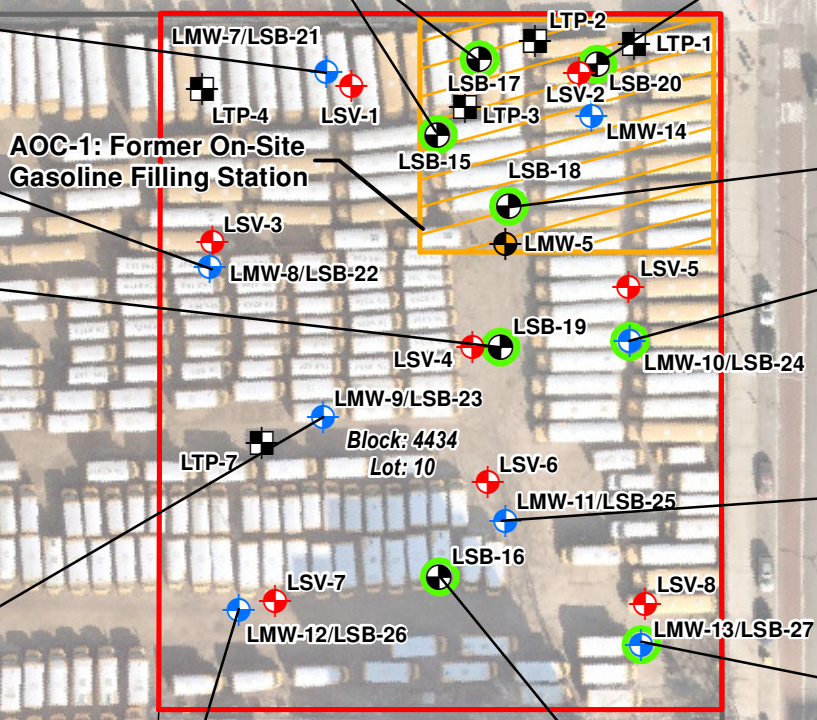 LTP-2
LMW-7/LSB-21
LTP-1
LSB-17
LSB-20
LSV-2
LTP-4
LSV-1
LTP-3
LMW-14
AOC-1: Former On-Site
Gasoline Filling Station
LSB-15
LSB-18
LSV-3
LMW-5
LMW-8/LSB-22
LSV-5
LSB-19
LSV-4
LMW-10/LSB-24
LMW-9/LSB-23
Block: 4434
Lot: 10
LTP-7
LSV-6
LMW-11/LSB-25
LSB-16
LSV-7
LSV-8
LMW-12/LSB-26
LMW-13/LSB-27